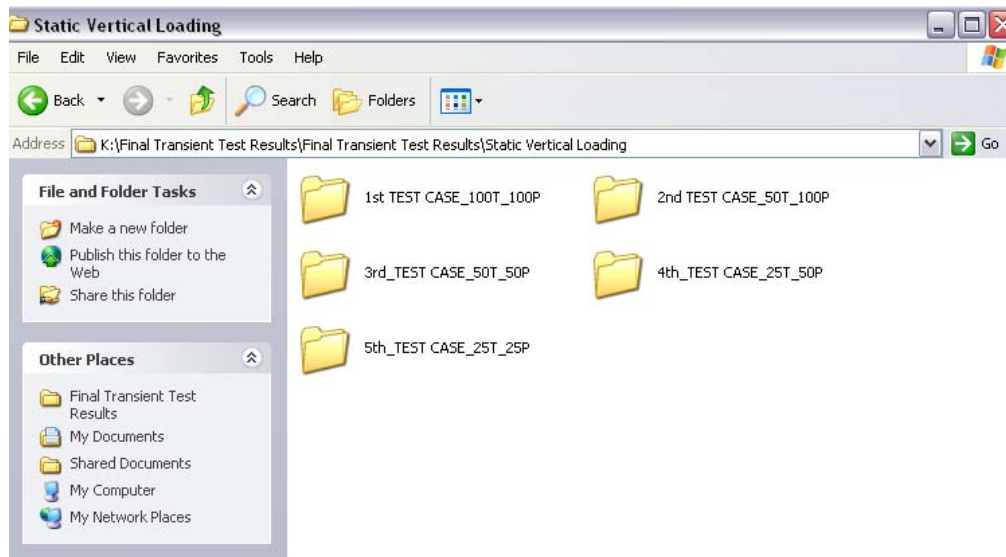 Static Vertical Loading
File Edit View Favorites Tools Help
Back Search Folders
Address K:\Final Transient Test Results\Final Transient Test Results\Static Vertical Loading Go
File and Folder Tasks
Make a new folder
Publish this folder to the
Web
Share this folder
Other Places
Final Transient Test
Results
My Documents
Shared Documents
My Computer
My Network Places
1st TEST CASE_100T_100P 2nd TEST CASE_50T_100P
3rd_TEST CASE_50T_50P 4th_TEST CASE_25T_50P
5th_TEST CASE_25T_25P